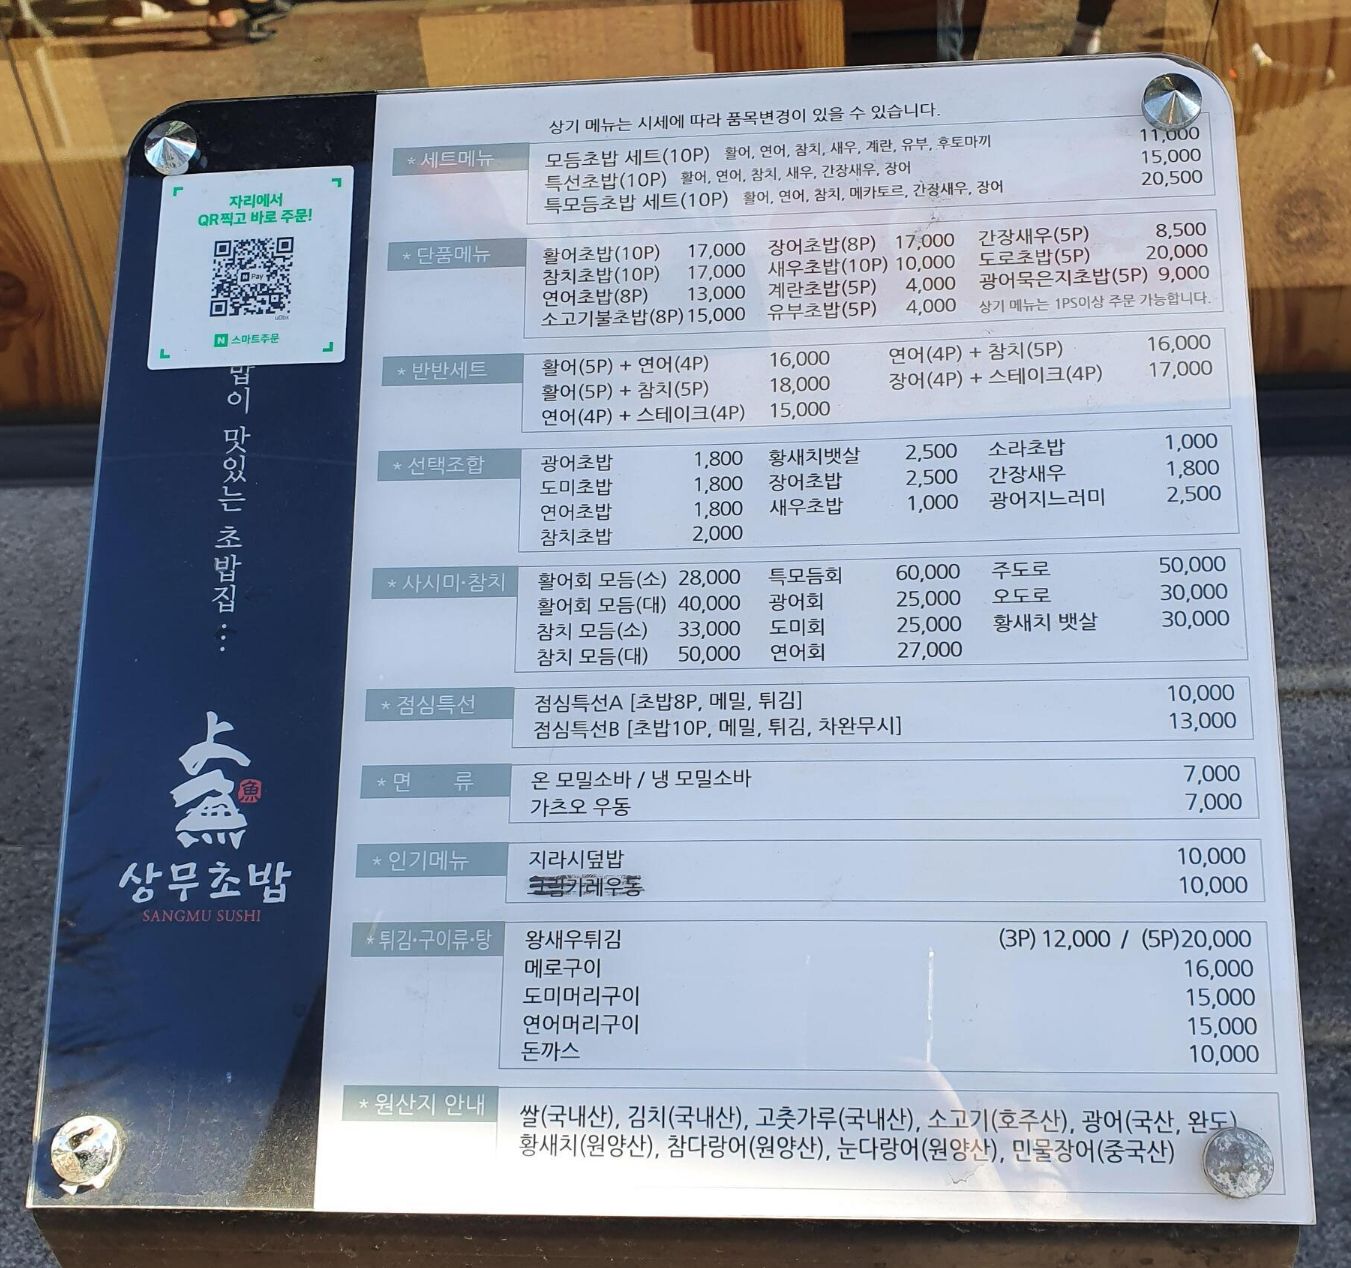 자리에서
QR찍고 바로 주문!
N Pay
N 스마트주문
밥이 맛있는 초밥집...
上無
魚
상무초밥
SANGMU SUSHI
상기 메뉴는 시세에 따라 품목변경이 있을 수 있습니다.
* 세트메뉴
모듬초밥 세트(10P) 활어, 연어, 참치, 새우, 계란, 유부, 후토마끼 11,000
특선초밥(10P) 활어, 연어, 참치, 새우, 간장새우, 장어 15,000
특모듬초밥 세트(10P) 활어, 연어, 참치, 메카토르, 간장새우, 장어 20,500
* 단품메뉴
활어초밥(10P) 17,000 장어초밥(8P) 17,000 간장새우(5P) 8,500
참치초밥(10P) 17,000 새우초밥(10P) 10,000 도로초밥(5P) 20,000
연어초밥(8P) 13,000 계란초밥(5P) 4,000 광어묵은지초밥(5P) 9,000
소고기불초밥(8P) 15,000 유부초밥(5P) 4,000 상기 메뉴는 1PS이상 주문 가능합니다.
* 반반세트
활어(5P) + 연어(4P) 16,000 연어(4P) + 참치(5P) 16,000
활어(5P) + 참치(5P) 18,000 장어(4P) + 스테이크(4P) 17,000
연어(4P) + 스테이크(4P) 15,000
* 선택조합
광어초밥 1,800 황새치뱃살 2,500 소라초밥 1,000
도미초밥 1,800 장어초밥 2,500 간장새우 1,800
연어초밥 1,800 새우초밥 1,000 광어지느러미 2,500
참치초밥 2,000
* 사시미·참치
활어회 모듬(소) 28,000 특모듬회 60,000 주도로 50,000
활어회 모듬(대) 40,000 광어회 25,000 오도로 30,000
참치 모듬(소) 33,000 도미회 25,000 황새치 뱃살 30,000
참치 모듬(대) 50,000 연어회 27,000
* 점심특선
점심특선A [초밥8P, 메밀, 튀김] 10,000
점심특선B [초밥10P, 메밀, 튀김, 차완무시] 13,000
* 면 류
온 모밀소바 / 냉 모밀소바 7,000
가츠오 우동 7,000
* 인기메뉴
지라시덮밥 10,000
크림카레우동 10,000
* 튀김·구이류·탕
왕새우튀김 (3P) 12,000 / (5P)20,000
메로구이 16,000
도미머리구이 15,000
연어머리구이 15,000
돈까스 10,000
* 원산지 안내
쌀(국내산), 김치(국내산), 고춧가루(국내산), 소고기(호주산), 광어(국산, 완도)
황새치(원양산), 참다랑어(원양산), 눈다랑어(원양산), 민물장어(중국산)